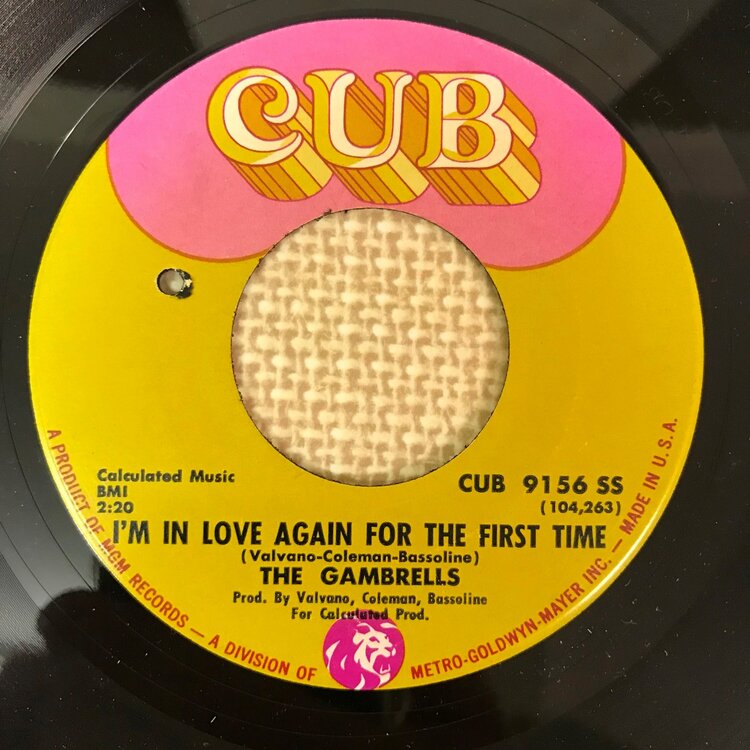 CUB
Calculated Music
BMI
2:20
CUB 9156 SS
(104,263)
I'M IN LOVE AGAIN FOR THE FIRST TIME
(Valvano-Coleman-Bassoline)
THE GAMBRELLS
Prod. By Valvano, Coleman, Bassoline
For Calculated Prod.
A PRODUCT OF MGM RECORDS — A DIVISION OF METRO-GOLDWYN-MAYER INC. — MADE IN U.S.A.